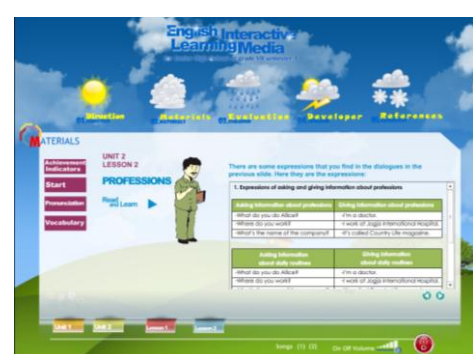 English Interactive
Learning Media
Direction
Materials
Evaluation
Developer
References
MATERIALS
Achievement
Indicators
Start
Pronunciation
Vocabulary
UNIT 2
LESSON 2
PROFESSIONS
Read
and Learn
There are some expressions that you find in the dialogues in the
previous slide. Here they are the expressions:
1. Expressions of asking and giving information about professions
Asking information about professions
Giving information about professions
-What do you do Allice?
-I'm a doctor.
-Where do you work?
-I work at Jogja International Hospital.
-What's the name of the company?
-It's called Country Life magazine.
Asking information
about daily routines
Giving information
about daily routines
-What do you do Allice?
-I'm a doctor.
-Where do you work?
-I work at Jogja International Hospital.
Unit 1
Unit 2
Lesson 1
Lesson 2
Songs (1) (2)
On Off Volume